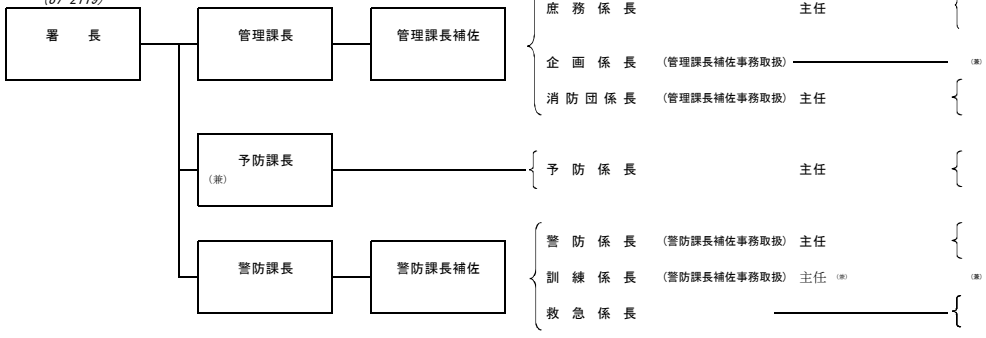 庶務係長 主任
署長 管理課長 管理課長補佐
企画係長 (管理課長補佐事務取扱) (兼)
消防団係長 (管理課長補佐事務取扱) 主任
予防課長
(兼)
予防係長 主任
警防係長 (警防課長補佐事務取扱) 主任
警防課長 警防課長補佐
訓練係長 (警防課長補佐事務取扱) 主任 (兼) (兼)
救急係長